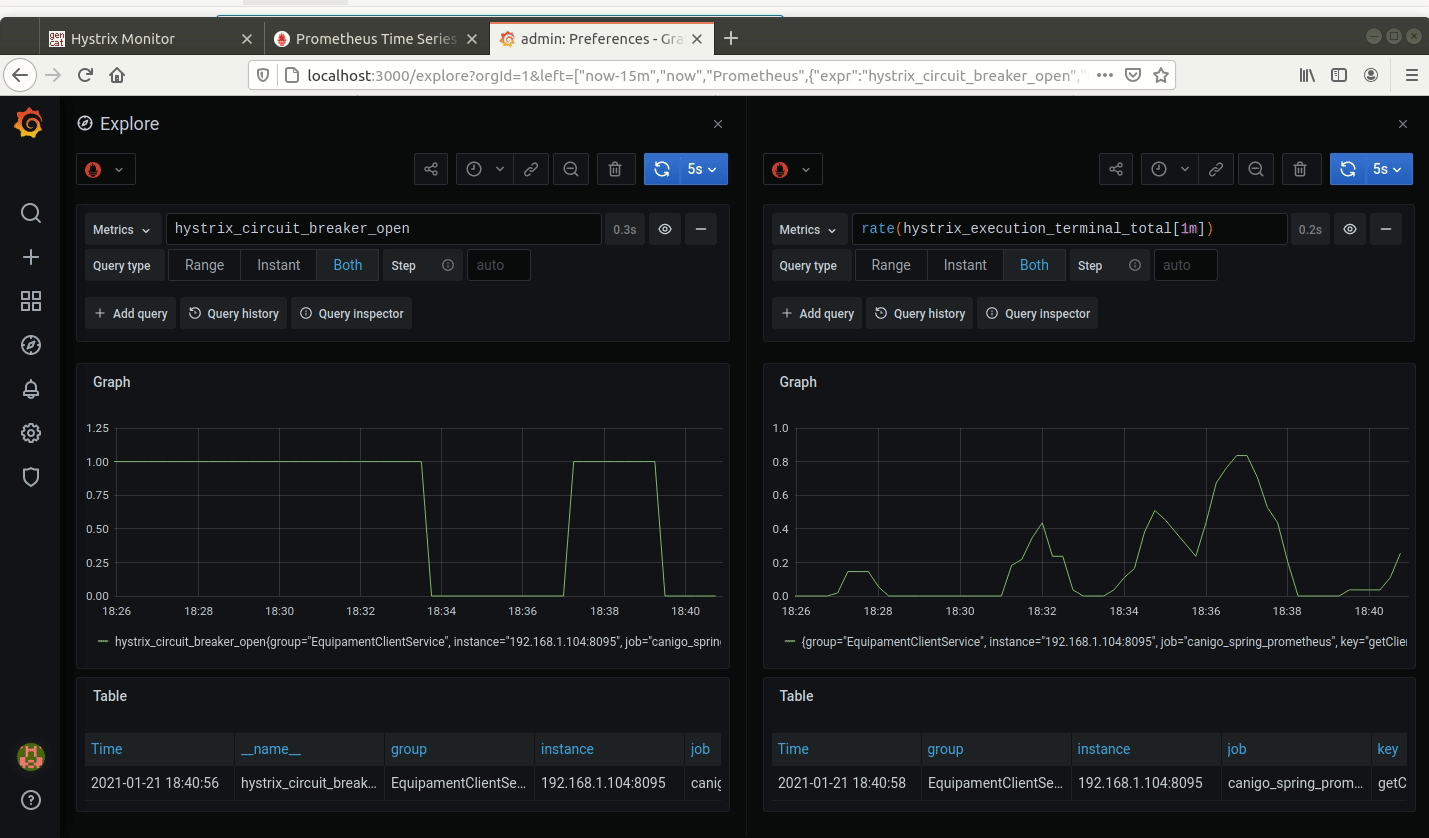 gen cat Hystrix Monitor
Prometheus Time Series
admin: Preferences - Gra
localhost:3000/explore?orgId=1&left=["now-15m","now","Prometheus",{"expr":"hystrix_circuit_breaker_open","
Explore
5s
Metrics hystrix_circuit_breaker_open 0.3s
Query type Range Instant Both Step auto
+ Add query Query history Query inspector
Graph
1.25
1.00
0.75
0.50
0.25
0.00
18:26 18:28 18:30 18:32 18:34 18:36 18:38 18:40
hystrix_circuit_breaker_open{group="EquipamentClientService", instance="192.168.1.104:8095", job="canigo_sprin
Table
Time __name__ group instance job
2021-01-21 18:40:56 hystrix_circuit_break... EquipamentClientSe... 192.168.1.104:8095 canig
5s
Metrics rate(hystrix_execution_terminal_total[1m]) 0.2s
Query type Range Instant Both Step auto
+ Add query Query history Query inspector
Graph
1.0
0.8
0.6
0.4
0.2
0.0
18:26 18:28 18:30 18:32 18:34 18:36 18:38 18:40
{group="EquipamentClientService", instance="192.168.1.104:8095", job="canigo_spring_prometheus", key="getClie
Table
Time group instance job key
2021-01-21 18:40:58 EquipamentClientSe... 192.168.1.104:8095 canigo_spring_prom... getC